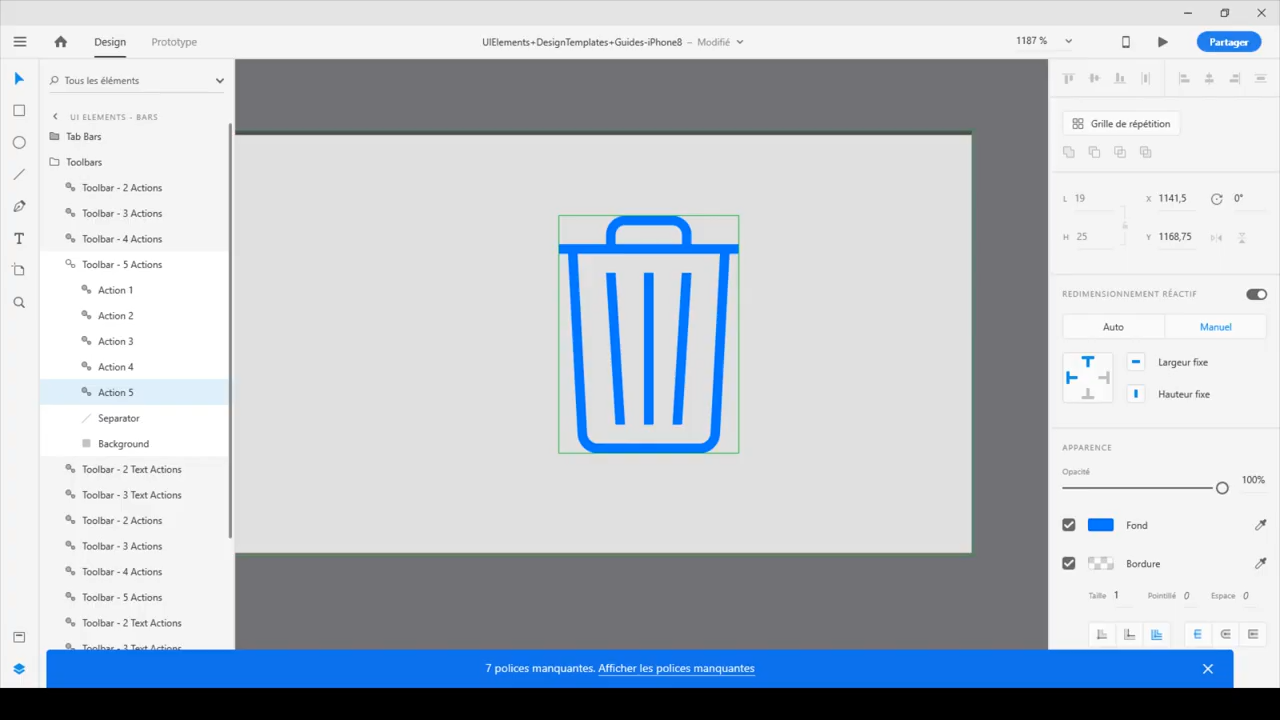 Design
Prototype
UIElements+DesignTemplates+Guides-iPhone8 – Modifié
1187 %
Partager
Tous les éléments
UI ELEMENTS - BARS
Tab Bars
Toolbars
Toolbar - 2 Actions
Toolbar - 3 Actions
Toolbar - 4 Actions
Toolbar - 5 Actions
Action 1
Action 2
Action 3
Action 4
Action 5
Separator
Background
Toolbar - 2 Text Actions
Toolbar - 3 Text Actions
Toolbar - 2 Actions
Toolbar - 3 Actions
Toolbar - 4 Actions
Toolbar - 5 Actions
Toolbar - 2 Text Actions
Toolbar - 3 Text Actions
Grille de répétition
L 19 X 1141,5 0°
H 25 Y 1168,75
REDIMENSIONNEMENT RÉACTIF
Auto Manuel
Largeur fixe
Hauteur fixe
APPARENCE
Opacité
100%
Fond
Bordure
Taille 1 Pointillé 0 Espace 0
7 polices manquantes. Afficher les polices manquantes